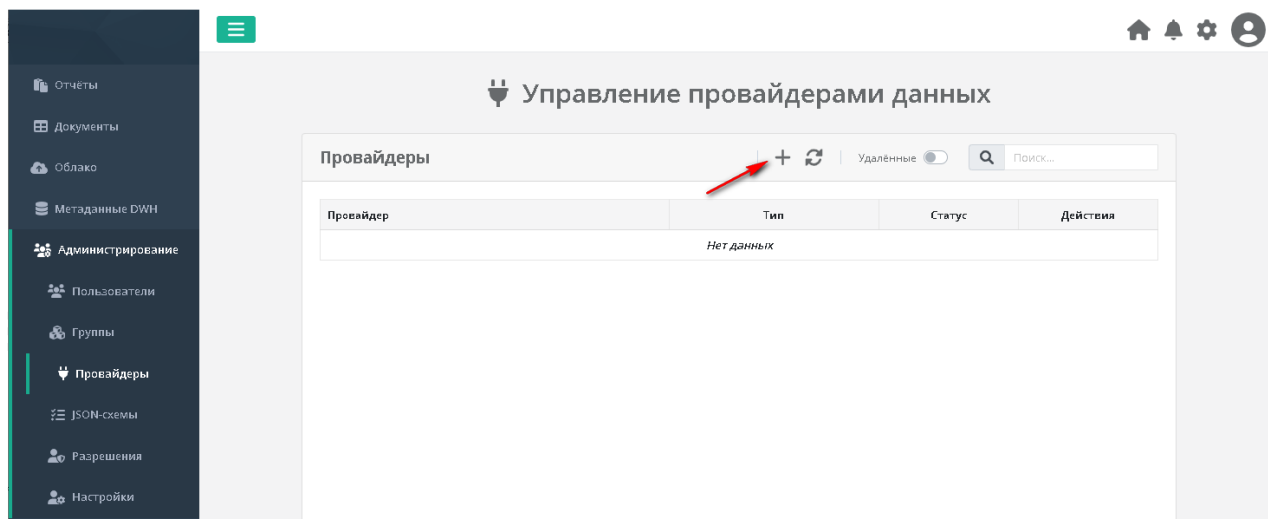 Отчёты
Документы
Облако
Метаданные DWH
Администрирование
Пользователи
Группы
Провайдеры
JSON-схемы
Разрешения
Настройки
Управление провайдерами данных
Провайдеры
Удалённые
Поиск...
Провайдер Тип Статус Действия
Нет данных